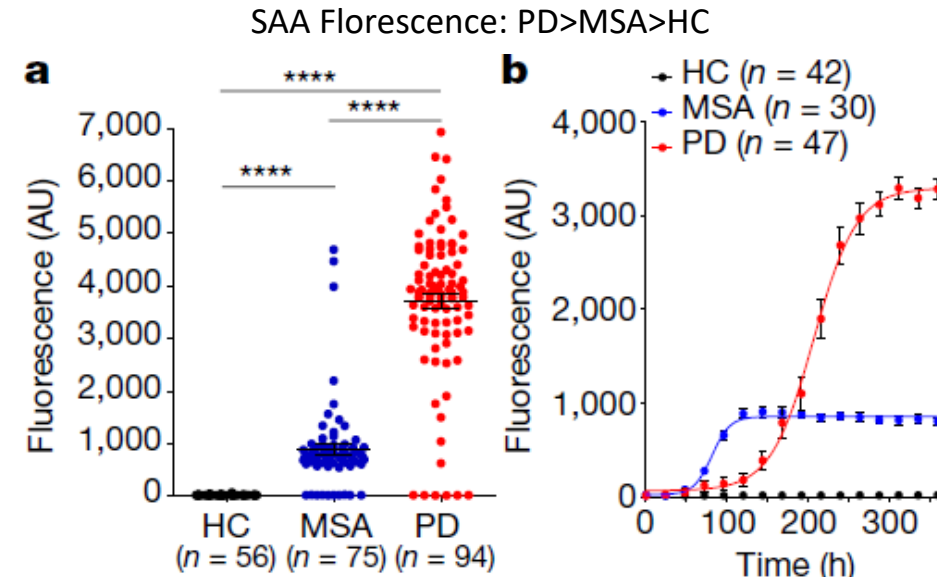 SAA Florescence: PD>MSA>HC
a
****
****
****
Fluorescence (AU)
7,000
6,000
5,000
4,000
3,000
2,000
1,000
0
HC MSA PD
(n = 56) (n = 75) (n = 94)
b
HC (n = 42)
MSA (n = 30)
PD (n = 47)
Fluorescence (AU)
4,000
3,000
2,000
1,000
0
0 100 200 300
Time (h)